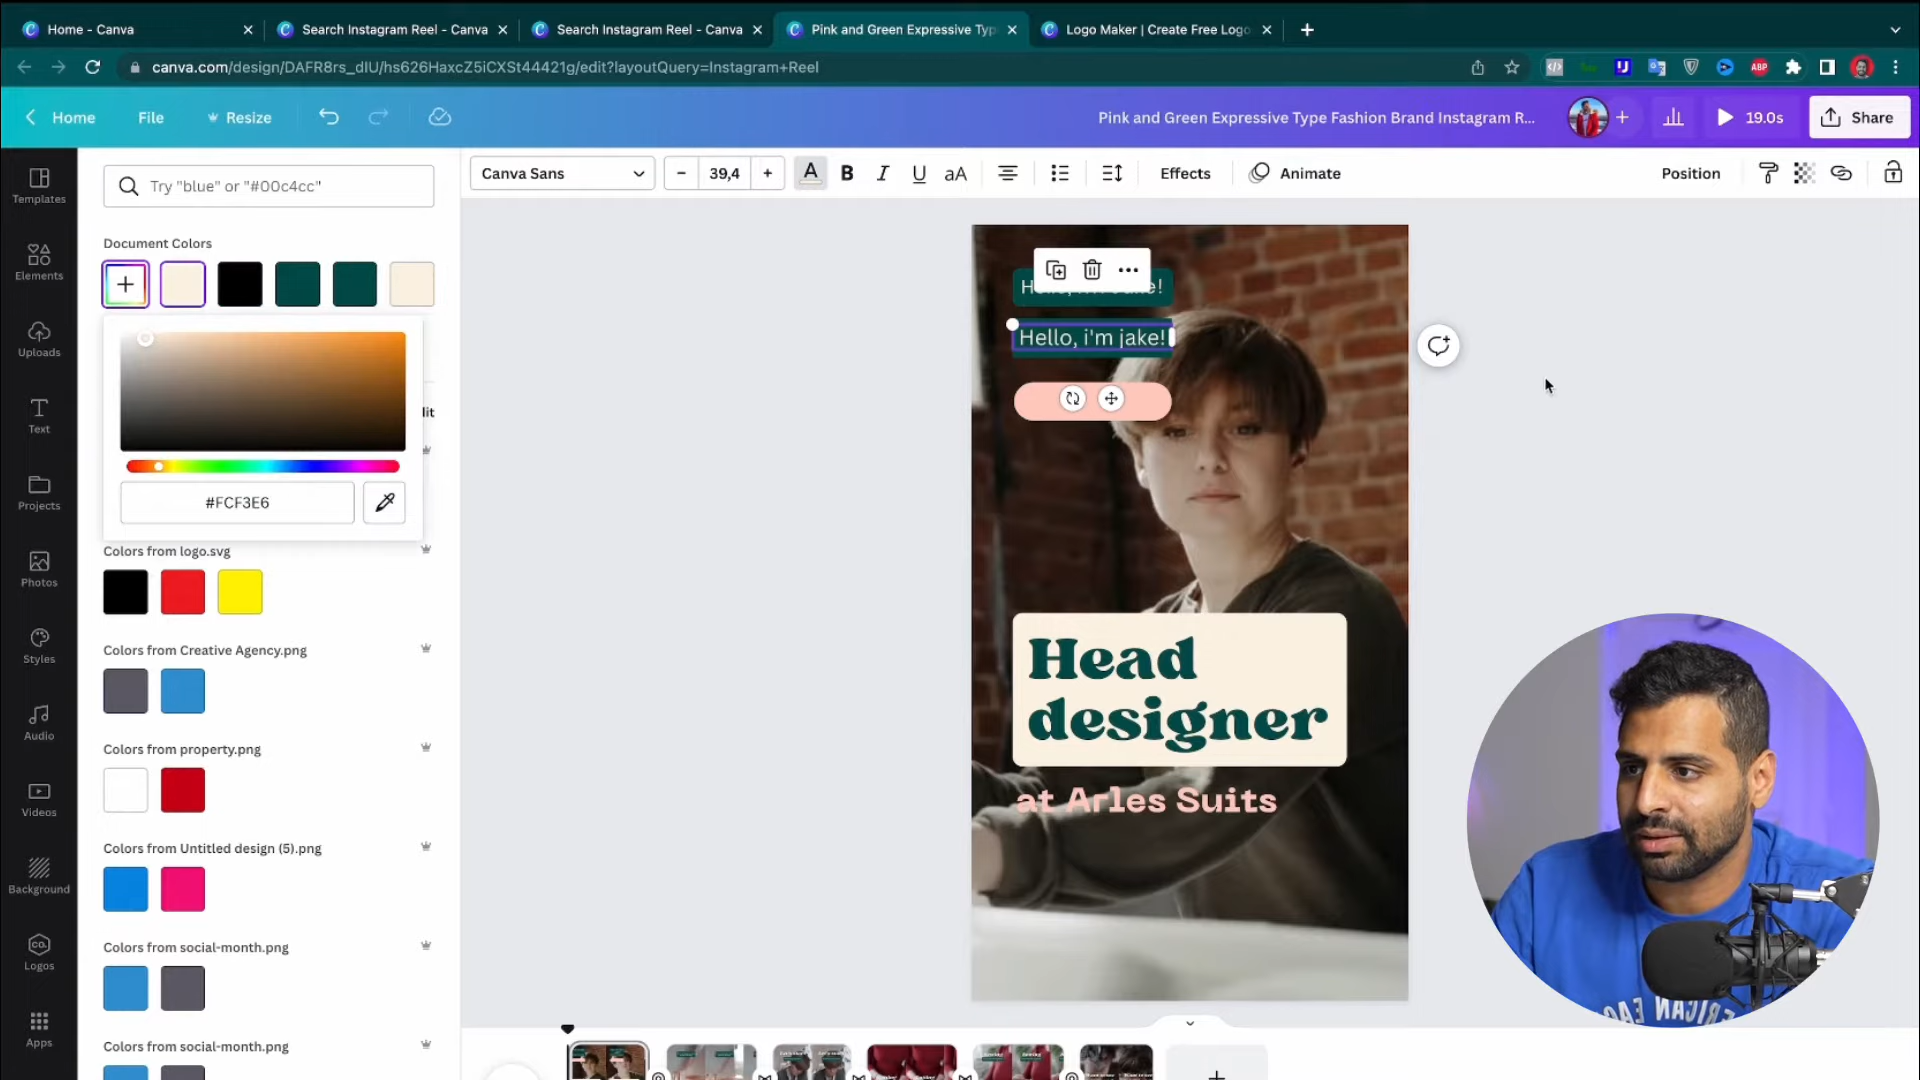 Home - Canva
Search Instagram Reel - Canva
Search Instagram Reel - Canva
Pink and Green Expressive Typ
Logo Maker | Create Free Logo
canva.com/design/DAFR8rs_dIU/hs626HaxcZ5iCXSt44421g/edit?layoutQuery=Instagram+Reel
ABP
Home
File
Resize
Pink and Green Expressive Type Fashion Brand Instagram R...
19.0s
Share
Templates
Elements
Uploads
Text
Projects
Photos
Styles
Audio
Videos
Background
CO.
Logos
Apps
Try "blue" or "#00c4cc"
Document Colors
#FCF3E6
Colors from logo.svg
Colors from Creative Agency.png
Colors from property.png
Colors from Untitled design (5).png
Colors from social-month.png
Colors from social-month.png
Canva Sans
39,4
A
B
I
U
aA
Effects
Animate
Position
Hello, i'm jake!
Head
designer
at Arles Suits